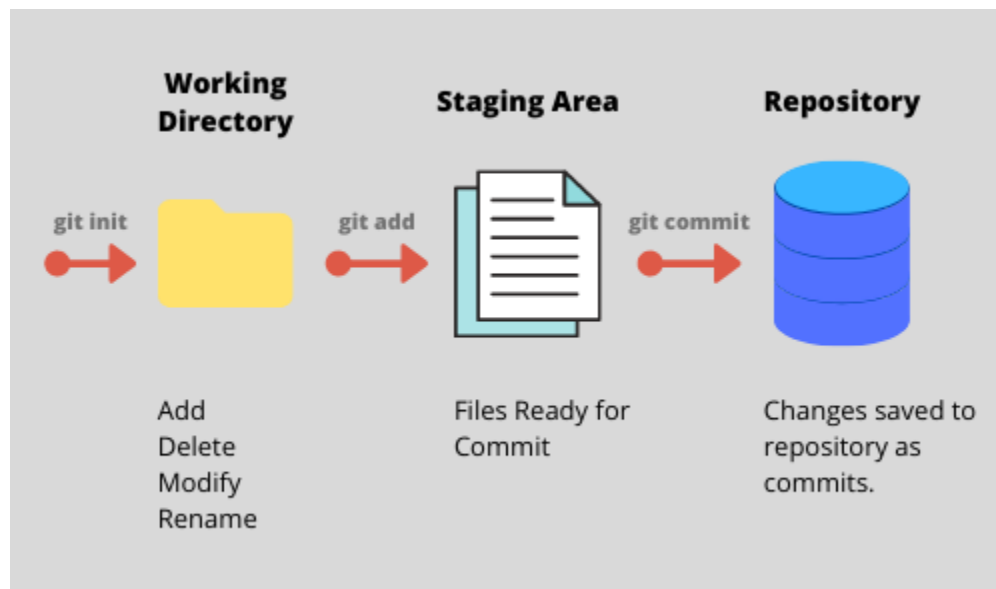 Working
Directory
Staging Area
Repository
git init
git add
git commit
Add
Delete
Modify
Rename
Files Ready for
Commit
Changes saved to
repository as
commits.